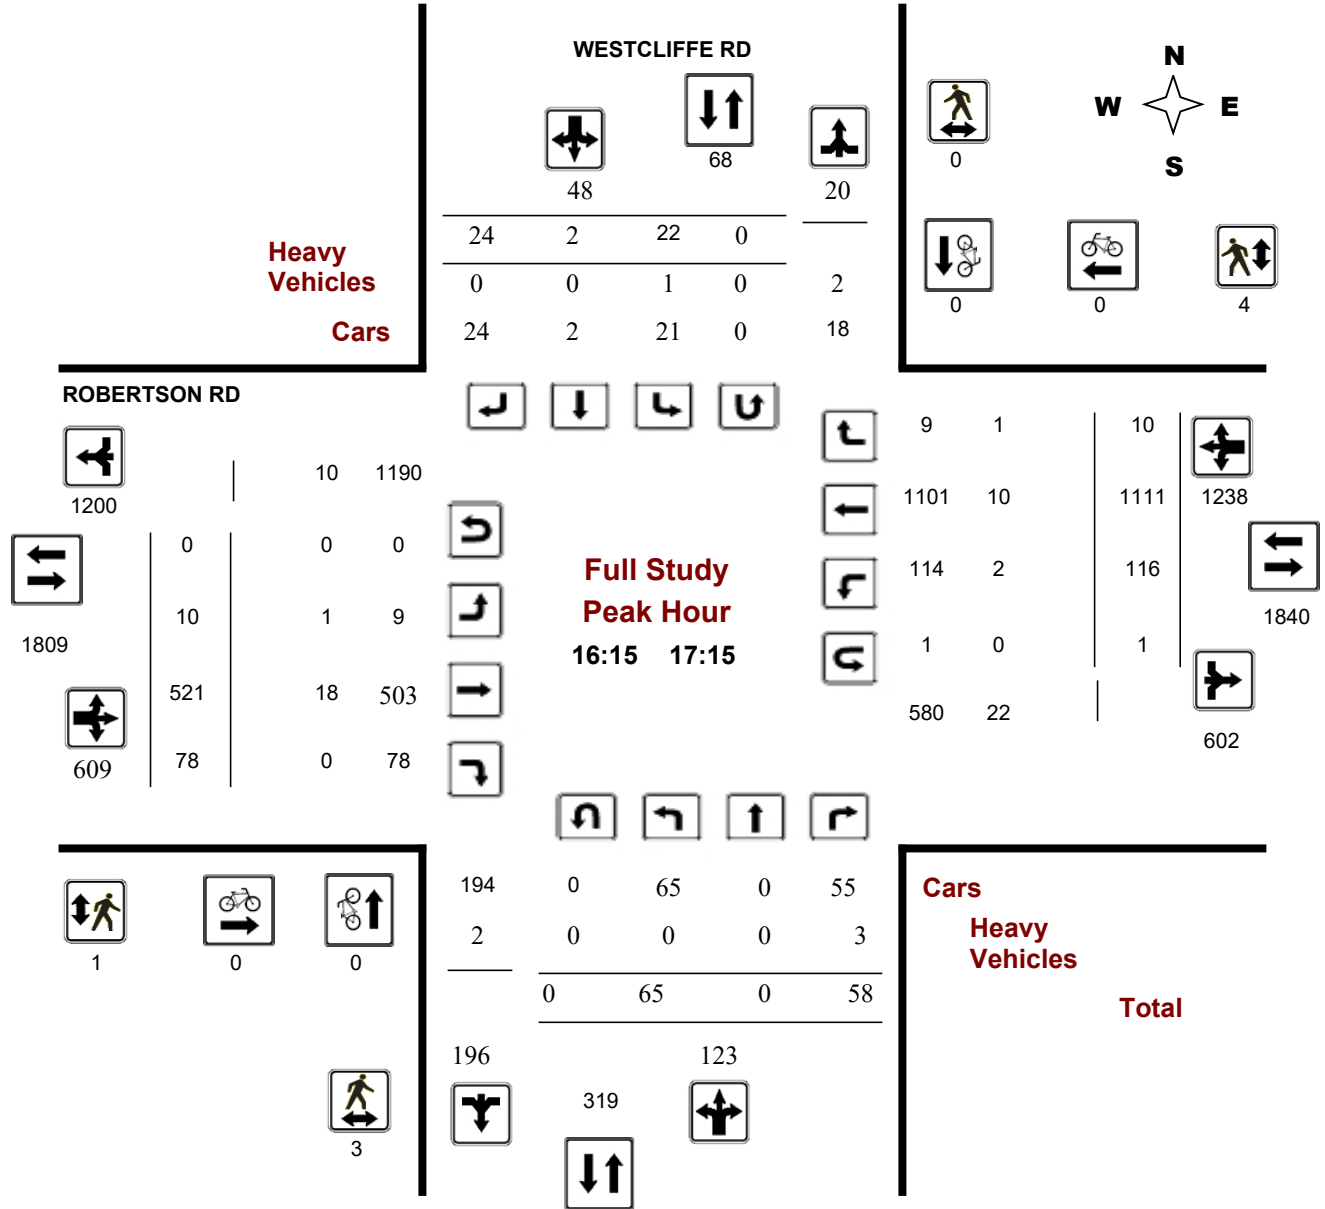 WESTCLIFFE RD
N
W E
S
68
0
48 20
24 2 22 0
Heavy
Vehicles
0 0 1 0 2
0 0 4
Cars
24 2 21 0 18
ROBERTSON RD
9 1 10
10 1190
1200
1101 10 1111 1238
0 0 0
Full Study
114 2 116
Peak Hour
10 1 9
1840
1809
16:15 17:15
1 0 1
521 18 503
580 22
602
609 78 0 78
194 0 65 0 55
Cars
2 0 0 0 3
Heavy
Vehicles
1 0 0
0 65 0 58
Total
196 123
319
3